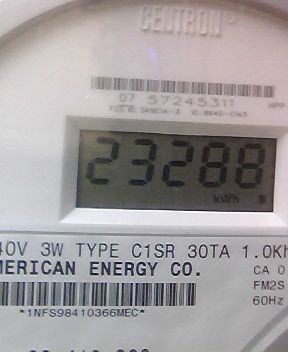 CENTRON®
07 57245311
23288
kWh
40V 3W TYPE C1SR 30TA 1.0Kh
MERICAN ENERGY CO.
CA 0
FM2S
60Hz
*1NFS98410366MEC*